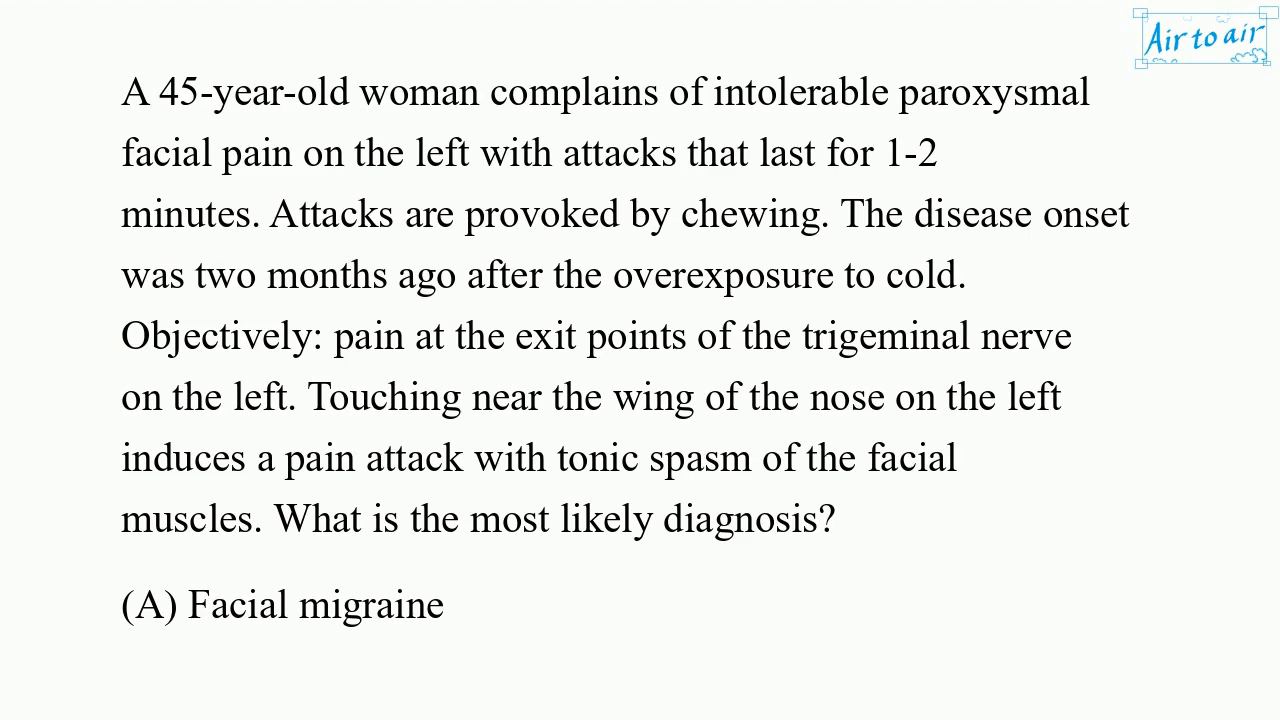 Air to air
A 45-year-old woman complains of intolerable paroxysmal
facial pain on the left with attacks that last for 1-2
minutes. Attacks are provoked by chewing. The disease onset
was two months ago after the overexposure to cold.
Objectively: pain at the exit points of the trigeminal nerve
on the left. Touching near the wing of the nose on the left
induces a pain attack with tonic spasm of the facial
muscles. What is the most likely diagnosis?
(A) Facial migraine